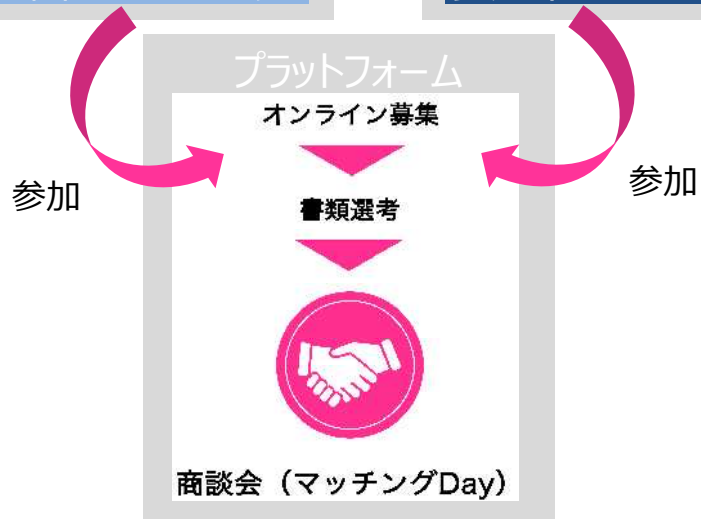 プラットフォーム
オンライン募集
参加
参加
書類選考
商談会（マッチングDay）